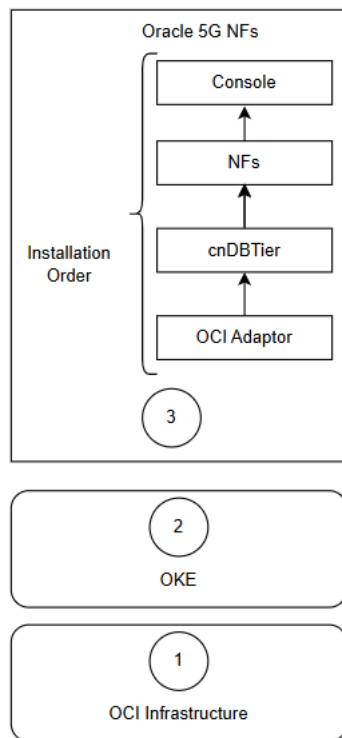 Oracle 5G NFs
Console
NFs
Installation
Order
cnDBTier
OCI Adaptor
3
2
OKE
1
OCI Infrastructure